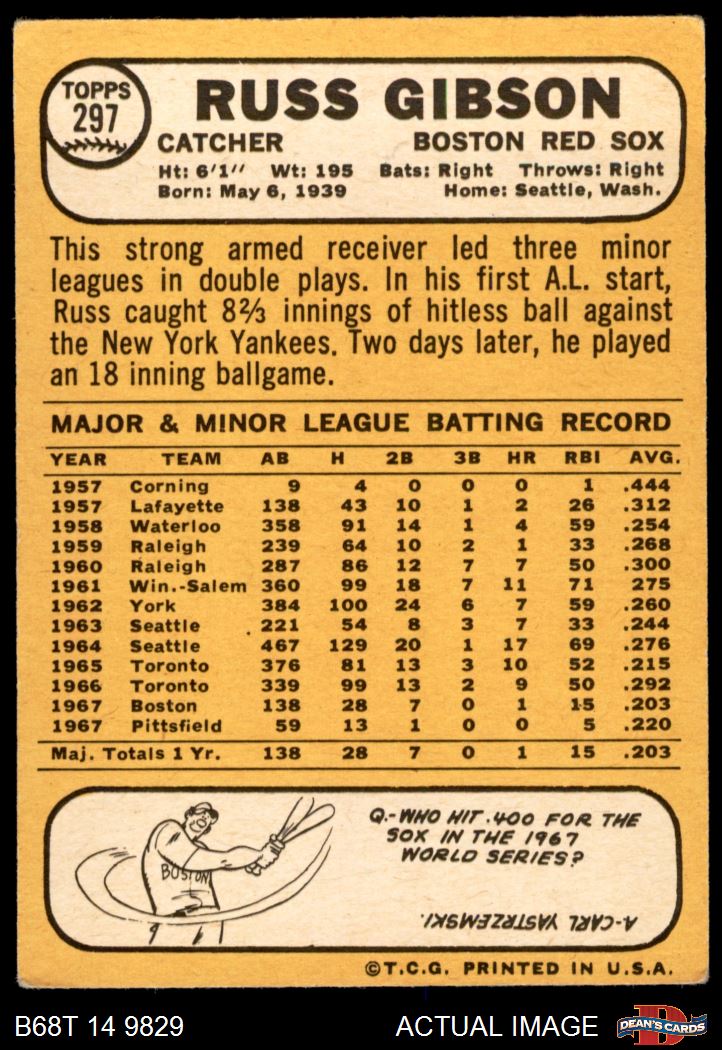 TOPPS
297
RUSS GIBSON
CATCHER BOSTON RED SOX
Ht: 6'1" Wt: 195 Bats: Right Throws: Right
Born: May 6, 1939 Home: Seattle, Wash.
This strong armed receiver led three minor
leagues in double plays. In his first A.L. start,
Russ caught 8⅔ innings of hitless ball against
the New York Yankees. Two days later, he played
an 18 inning ballgame.
MAJOR & MINOR LEAGUE BATTING RECORD
YEAR TEAM AB H 2B 3B HR RBI AVG.
1957 Corning 9 4 0 0 0 1 .444
1957 Lafayette 138 43 10 1 2 26 .312
1958 Waterloo 358 91 14 1 4 59 .254
1959 Raleigh 239 64 10 2 1 33 .268
1960 Raleigh 287 86 12 7 7 50 .300
1961 Win.-Salem 360 99 18 7 11 71 275
1962 York 384 100 24 6 7 59 .260
1963 Seattle 221 54 8 3 7 33 .244
1964 Seattle 467 129 20 1 17 69 .276
1965 Toronto 376 81 13 3 10 52 .215
1966 Toronto 339 99 13 2 9 50 .292
1967 Boston 138 28 7 0 1 15 .203
1967 Pittsfield 59 13 1 0 0 5 .220
Maj. Totals 1 Yr. 138 28 7 0 1 15 .203
BOSTON
Q.-WHO HIT .400 FOR THE
SOX IN THE 1967
WORLD SERIES?
A-CARL YASTRZEMSKI.
©T.C.G. PRINTED IN U.S.A.
B68T 14 9829 ACTUAL IMAGE
D
DEAN'S CARDS